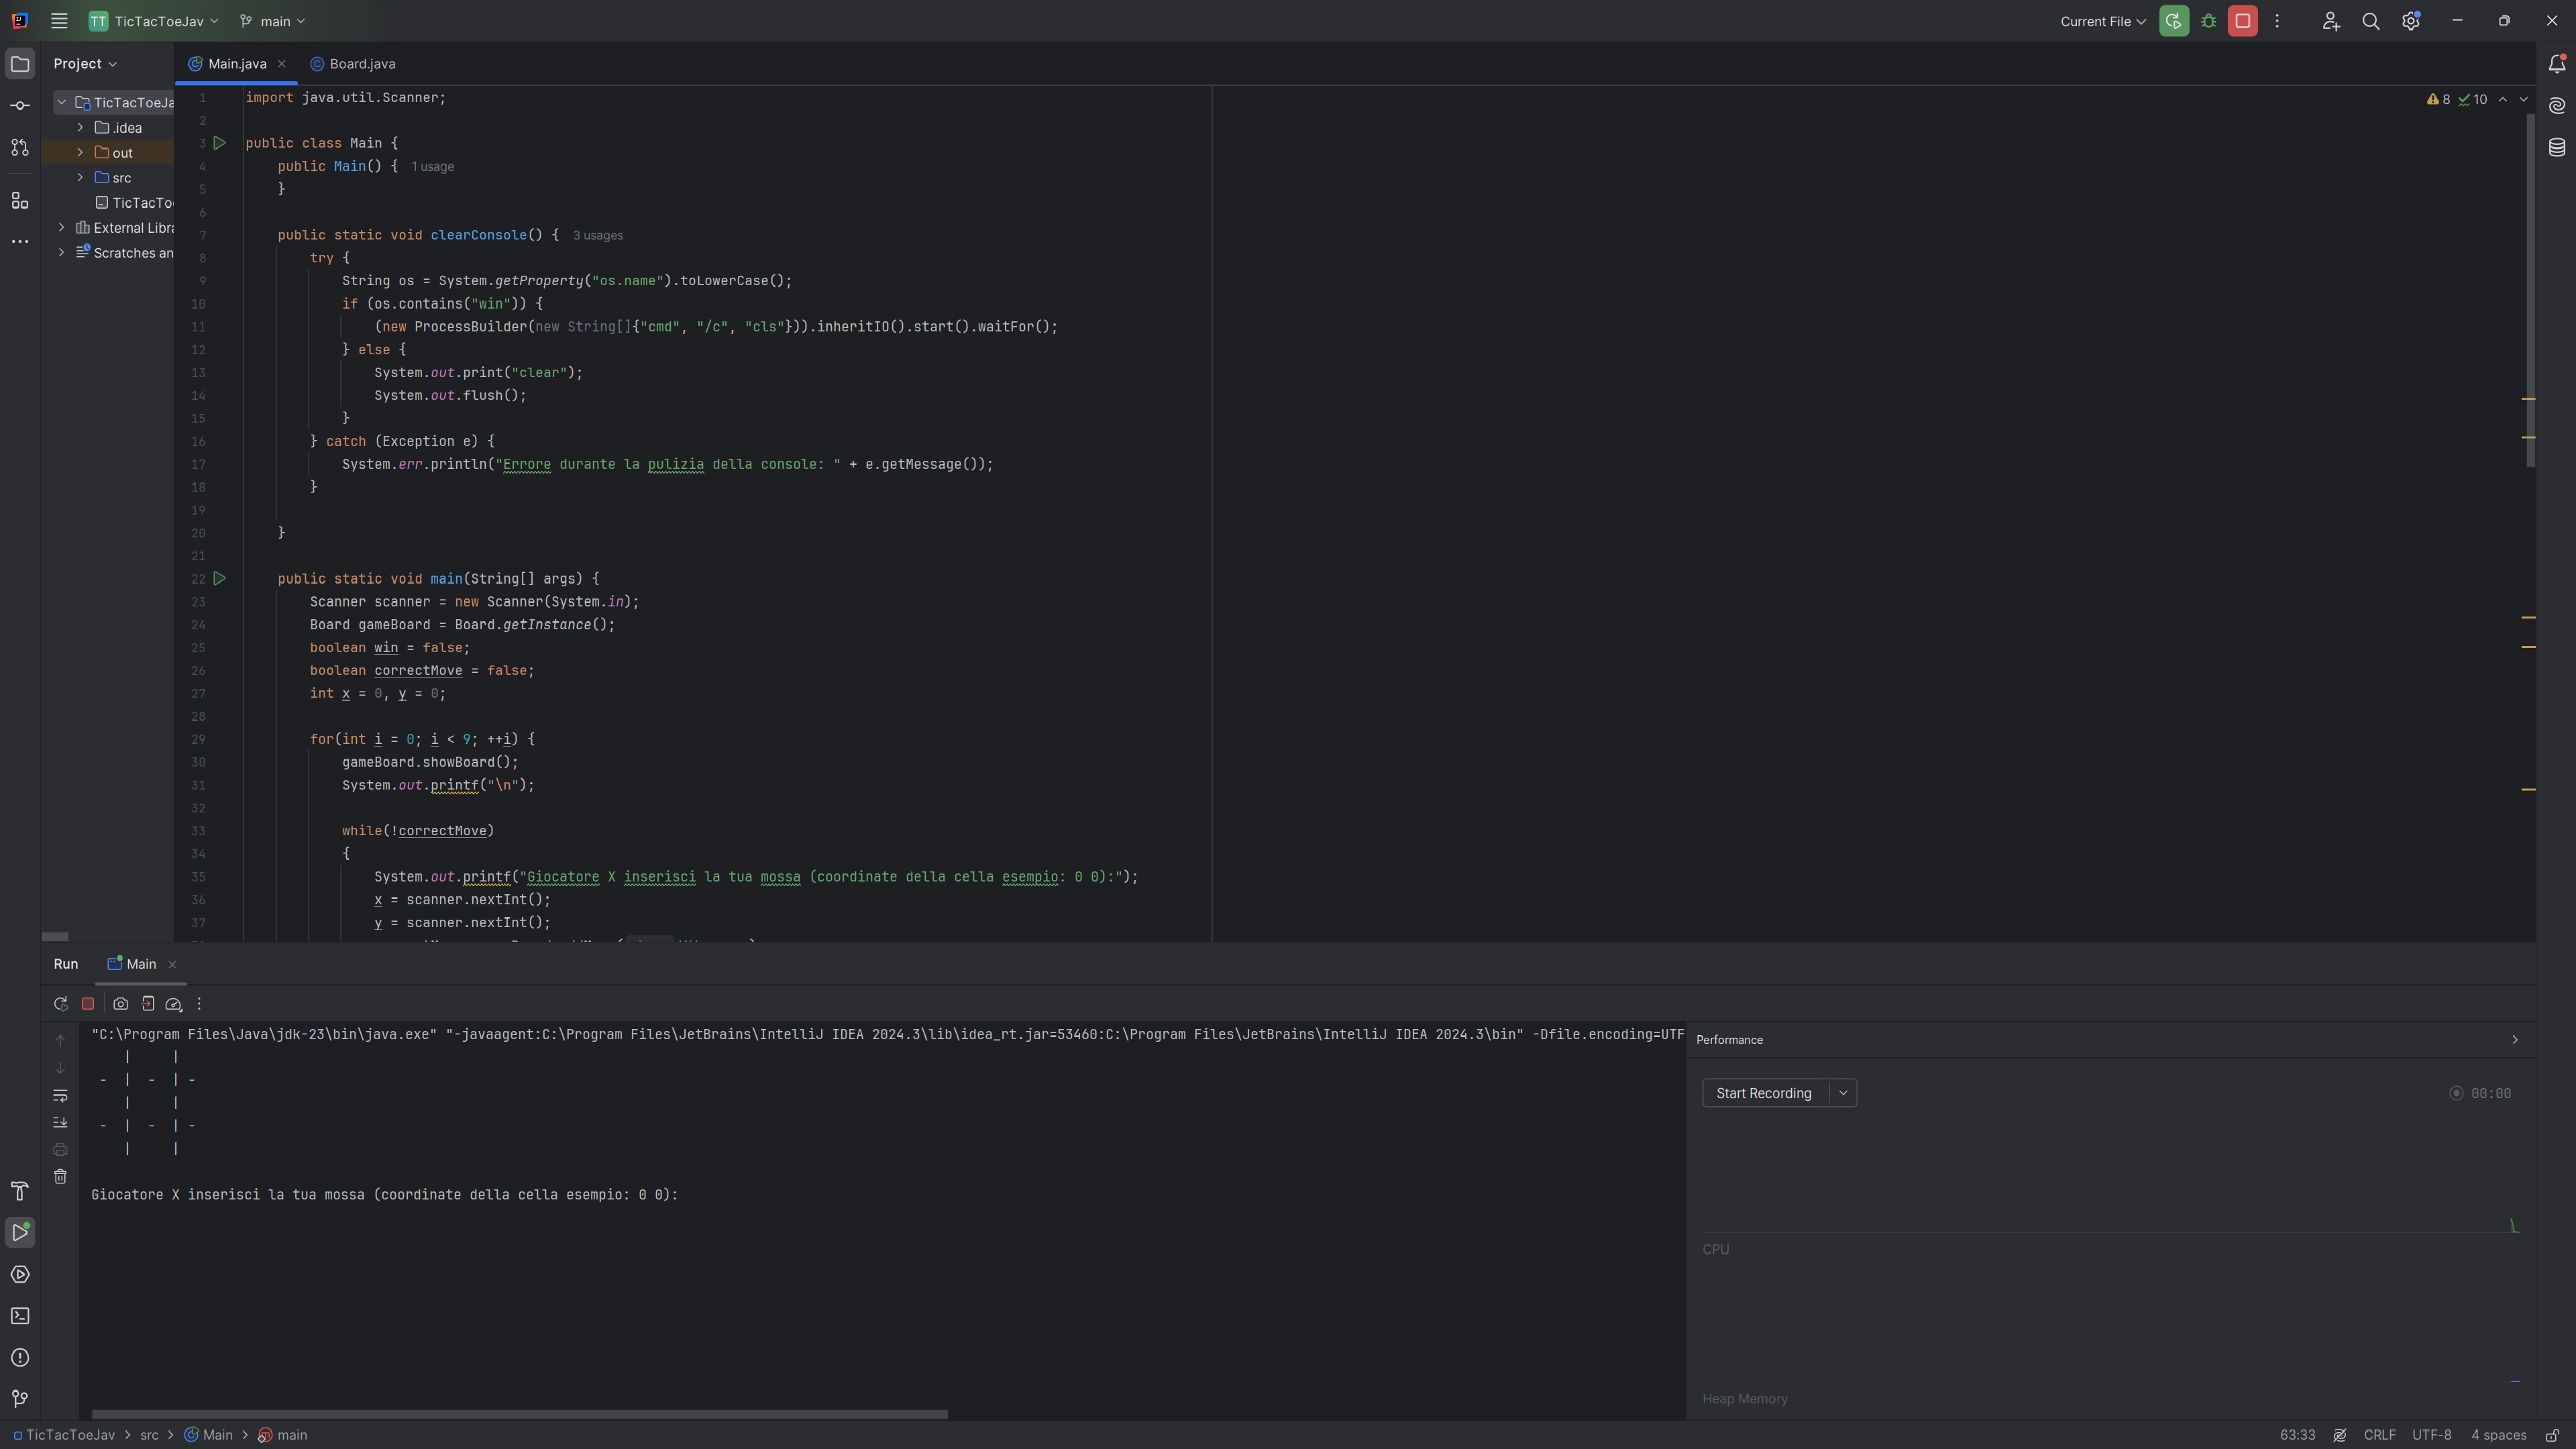 TT TicTacToeJav main Current File
Project
Main.java Board.java
TicTacToeJa
.idea
out
src
TicTacTo
External Libra
Scratches an
8 10
1 import java.util.Scanner;
2
3 public class Main {
4 public Main() { 1 usage
5 }
6
7 public static void clearConsole() { 3 usages
8 try {
9 String os = System.getProperty("os.name").toLowerCase();
10 if (os.contains("win")) {
11 (new ProcessBuilder(new String[]{"cmd", "/c", "cls"})).inheritIO().start().waitFor();
12 } else {
13 System.out.print("clear");
14 System.out.flush();
15 }
16 } catch (Exception e) {
17 System.err.println("Errore durante la pulizia della console: " + e.getMessage());
18 }
19
20 }
21
22 public static void main(String[] args) {
23 Scanner scanner = new Scanner(System.in);
24 Board gameBoard = Board.getInstance();
25 boolean win = false;
26 boolean correctMove = false;
27 int x = 0, y = 0;
28
29 for(int i = 0; i < 9; ++i) {
30 gameBoard.showBoard();
31 System.out.printf("\n");
32
33 while(!correctMove)
34 {
35 System.out.printf("Giocatore X inserisci la tua mossa (coordinate della cella esempio: 0 0):");
36 x = scanner.nextInt();
37 y = scanner.nextInt();
Run Main
"C:\Program Files\Java\jdk-23\bin\java.exe" "-javaagent:C:\Program Files\JetBrains\IntelliJ IDEA 2024.3\lib\idea_rt.jar=53460:C:\Program Files\JetBrains\IntelliJ IDEA 2024.3\bin" -Dfile.encoding=UTF
| |
- | - | -
| |
- | - | -
| |
Giocatore X inserisci la tua mossa (coordinate della cella esempio: 0 0):
Performance
Start Recording 00:00
CPU
Heap Memory
TicTacToeJav > src > Main > main 63:33 CRLF UTF-8 4 spaces